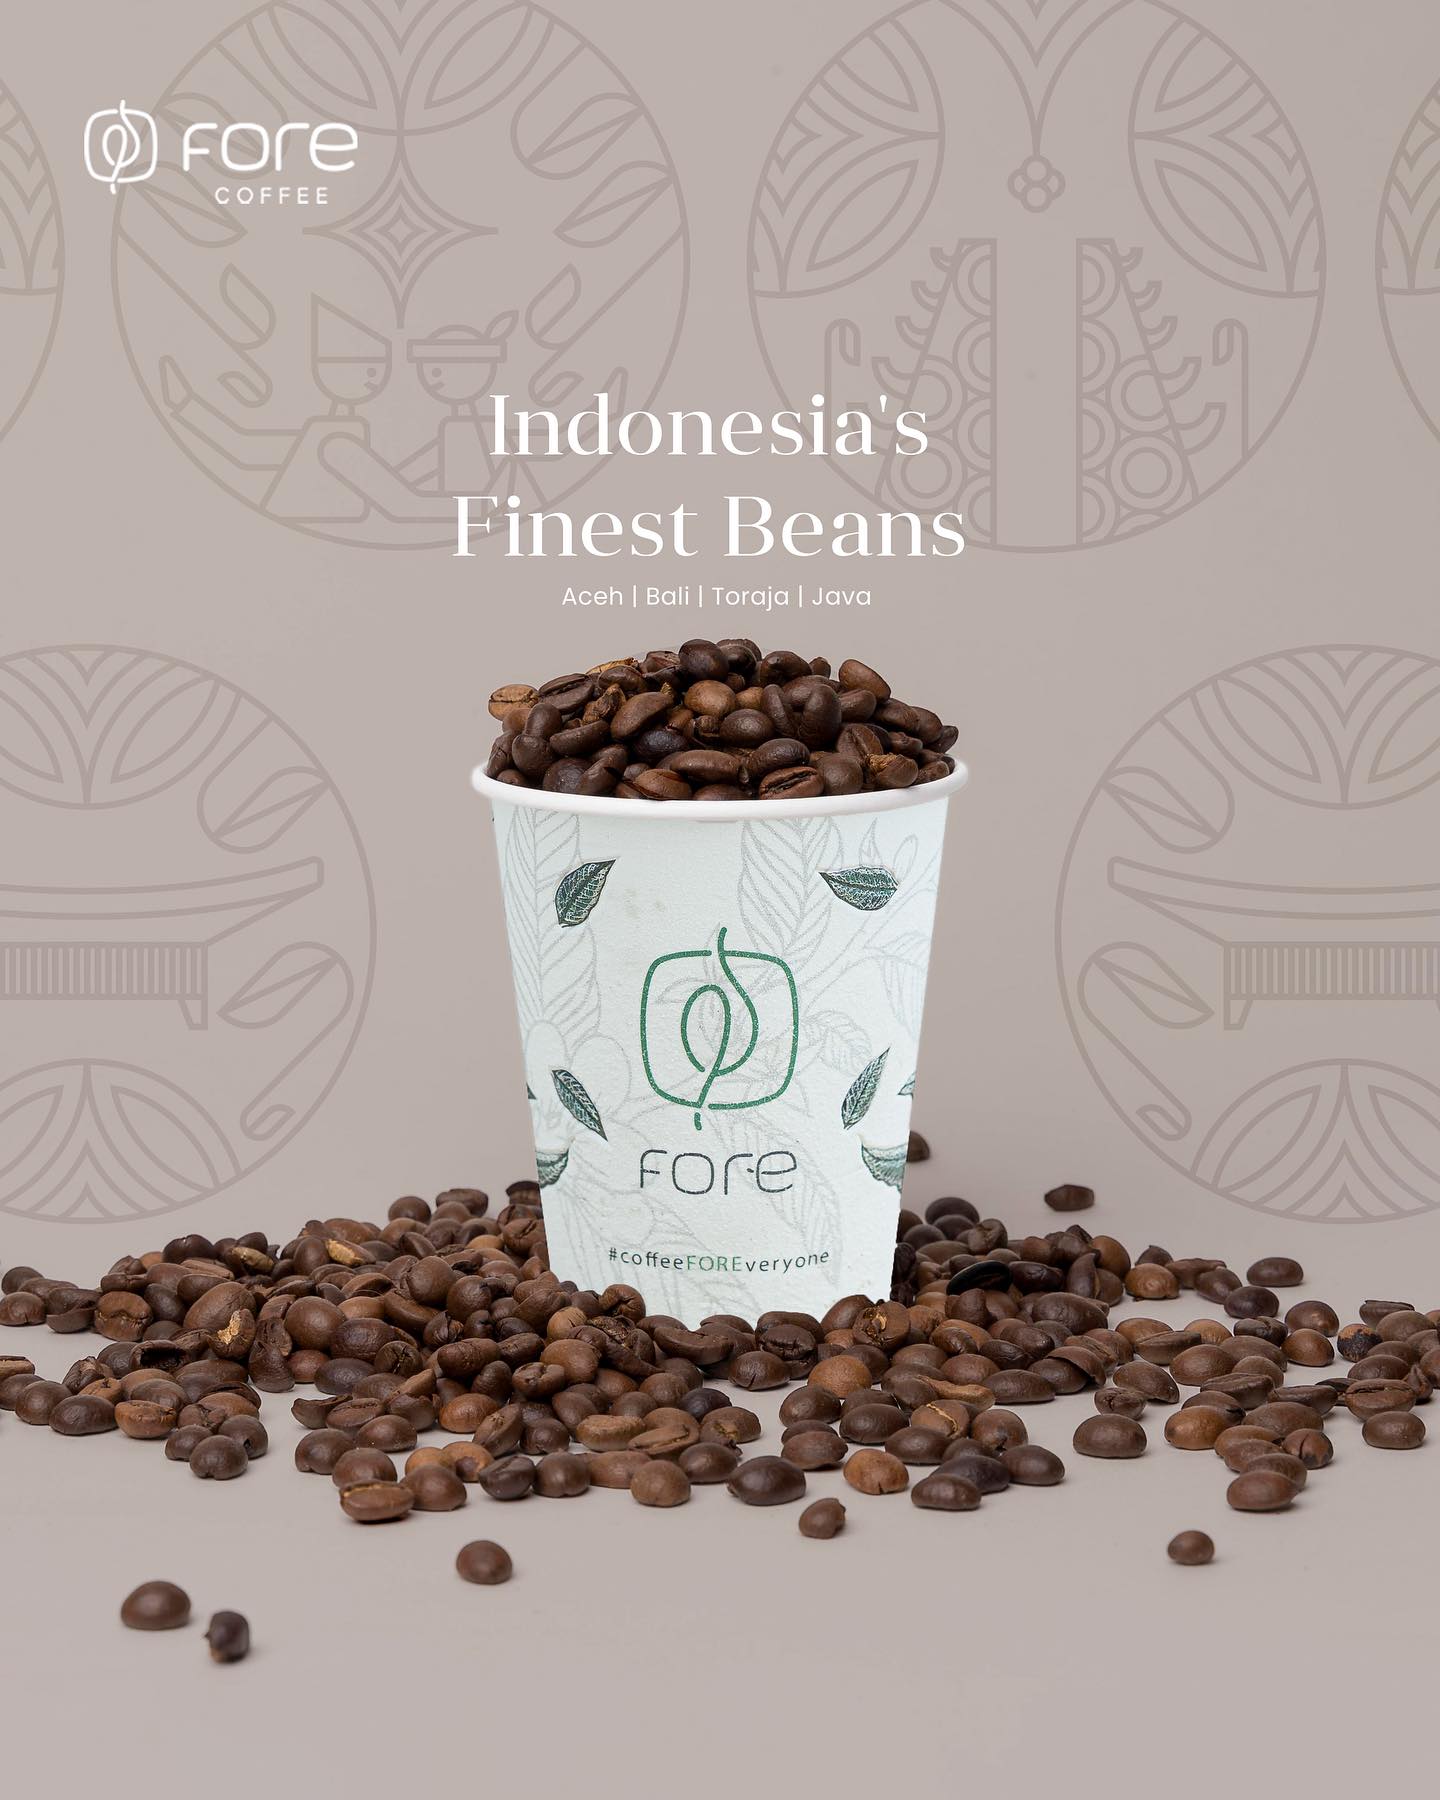 Fore
COFFEE
Indonesia's
Finest Beans
Aceh | Bali | Toraja | Java
Fore
#coffeeFOREveryone